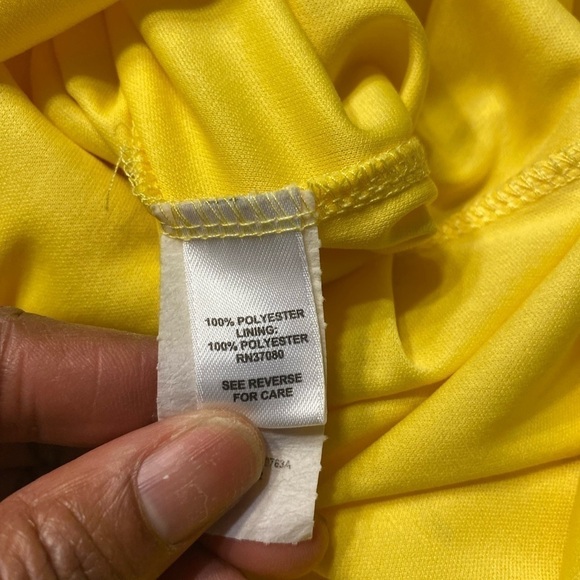 100% POLYESTER
LINING:
100% POLYESTER
RN37080
SEE REVERSE
FOR CARE